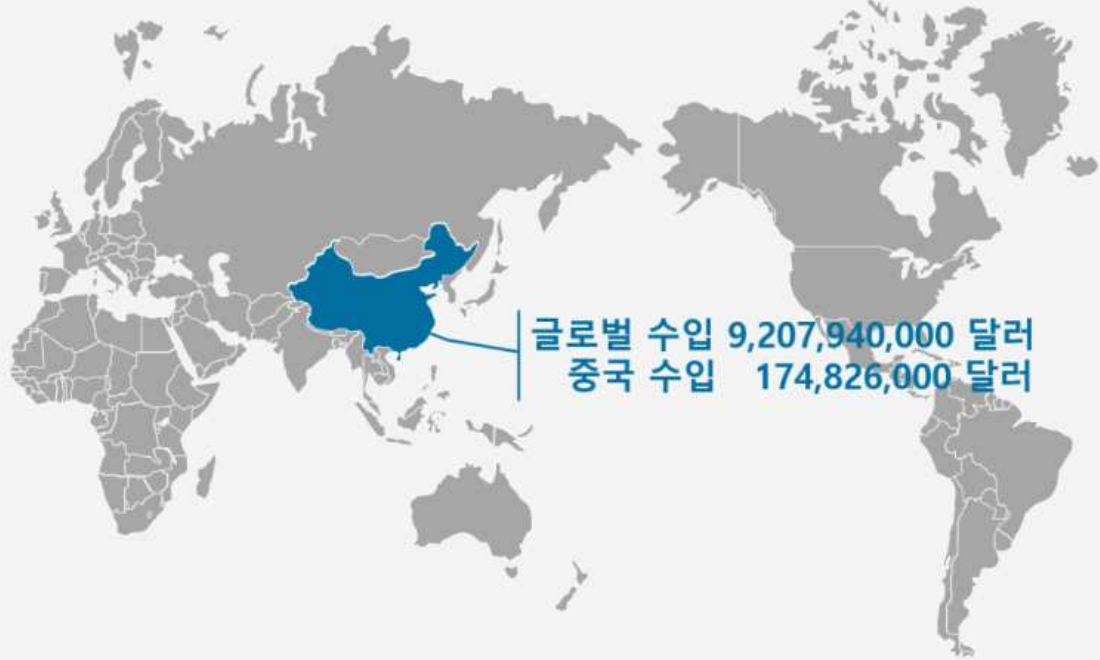 글로벌 수입 9,207,940,000 달러
중국 수입 174,826,000 달러